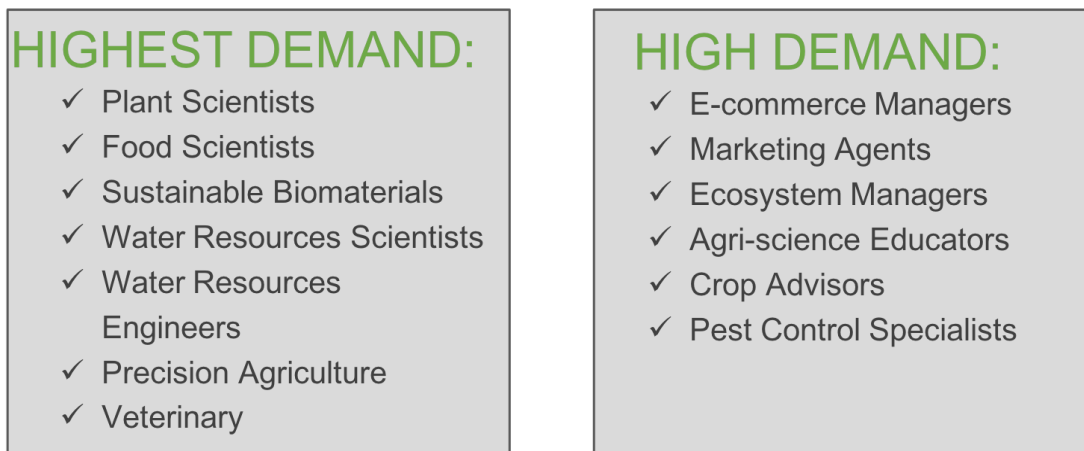 HIGHEST DEMAND:
✓ Plant Scientists
✓ Food Scientists
✓ Sustainable Biomaterials
✓ Water Resources Scientists
✓ Water Resources
Engineers
✓ Precision Agriculture
✓ Veterinary
HIGH DEMAND:
✓ E-commerce Managers
✓ Marketing Agents
✓ Ecosystem Managers
✓ Agri-science Educators
✓ Crop Advisors
✓ Pest Control Specialists